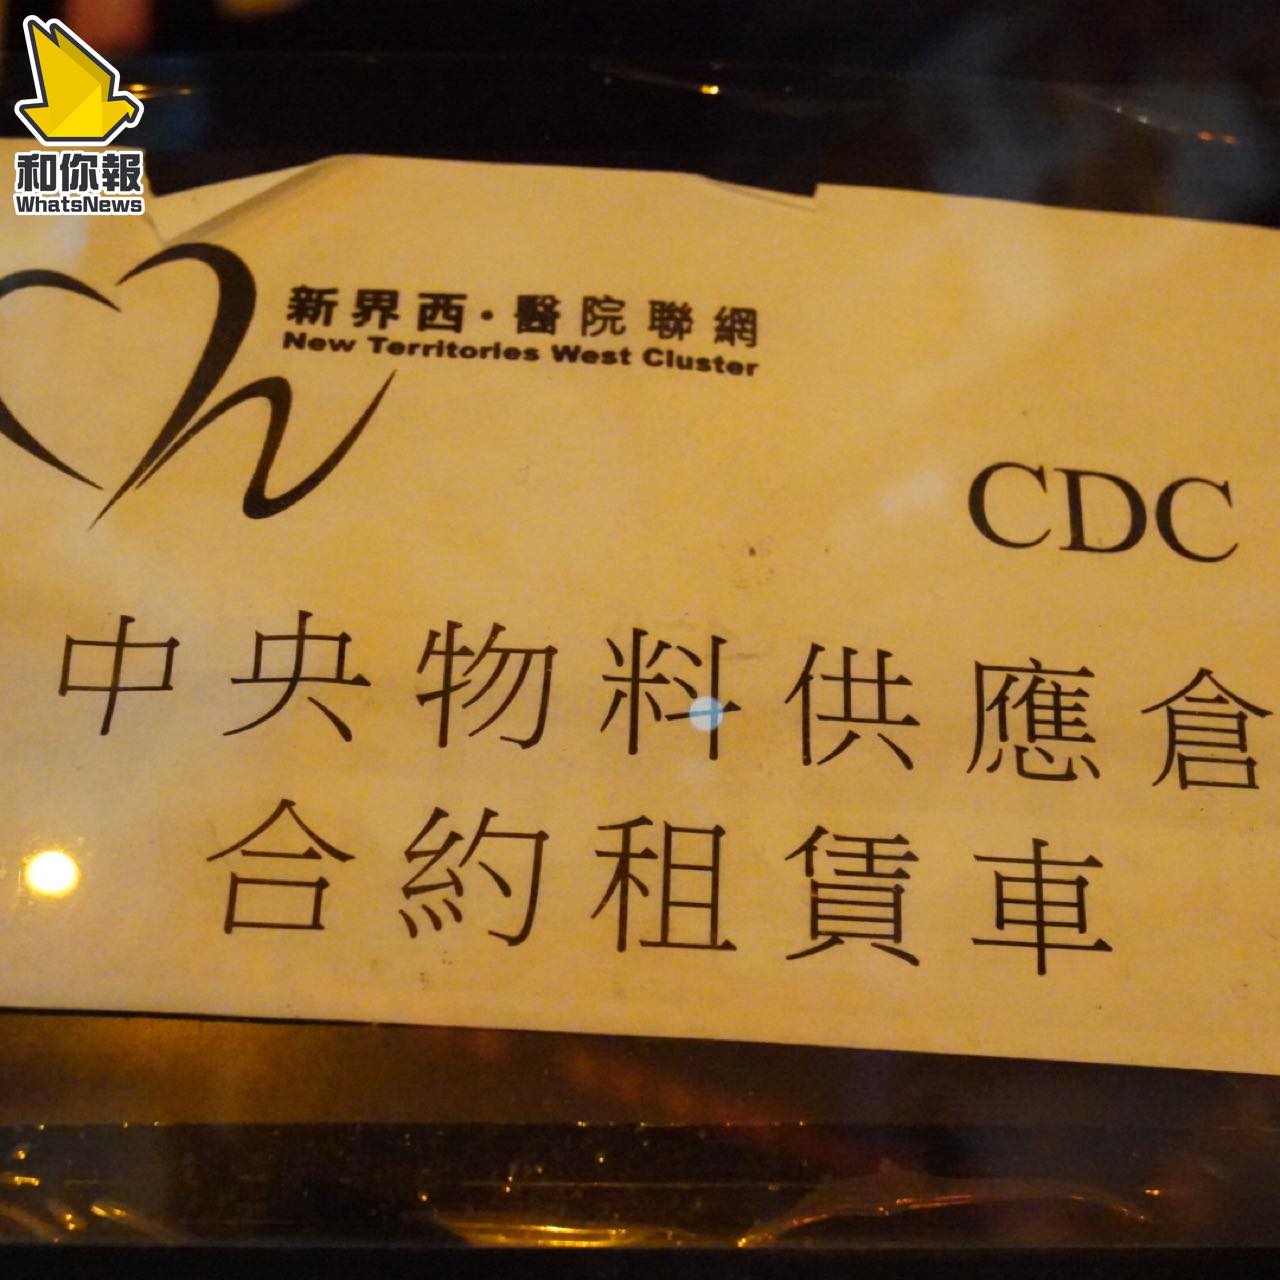 和你報
WhatsNews
新界西·醫院聯網
New Territories West Cluster
CDC
中央物料供應倉
合約租賃車